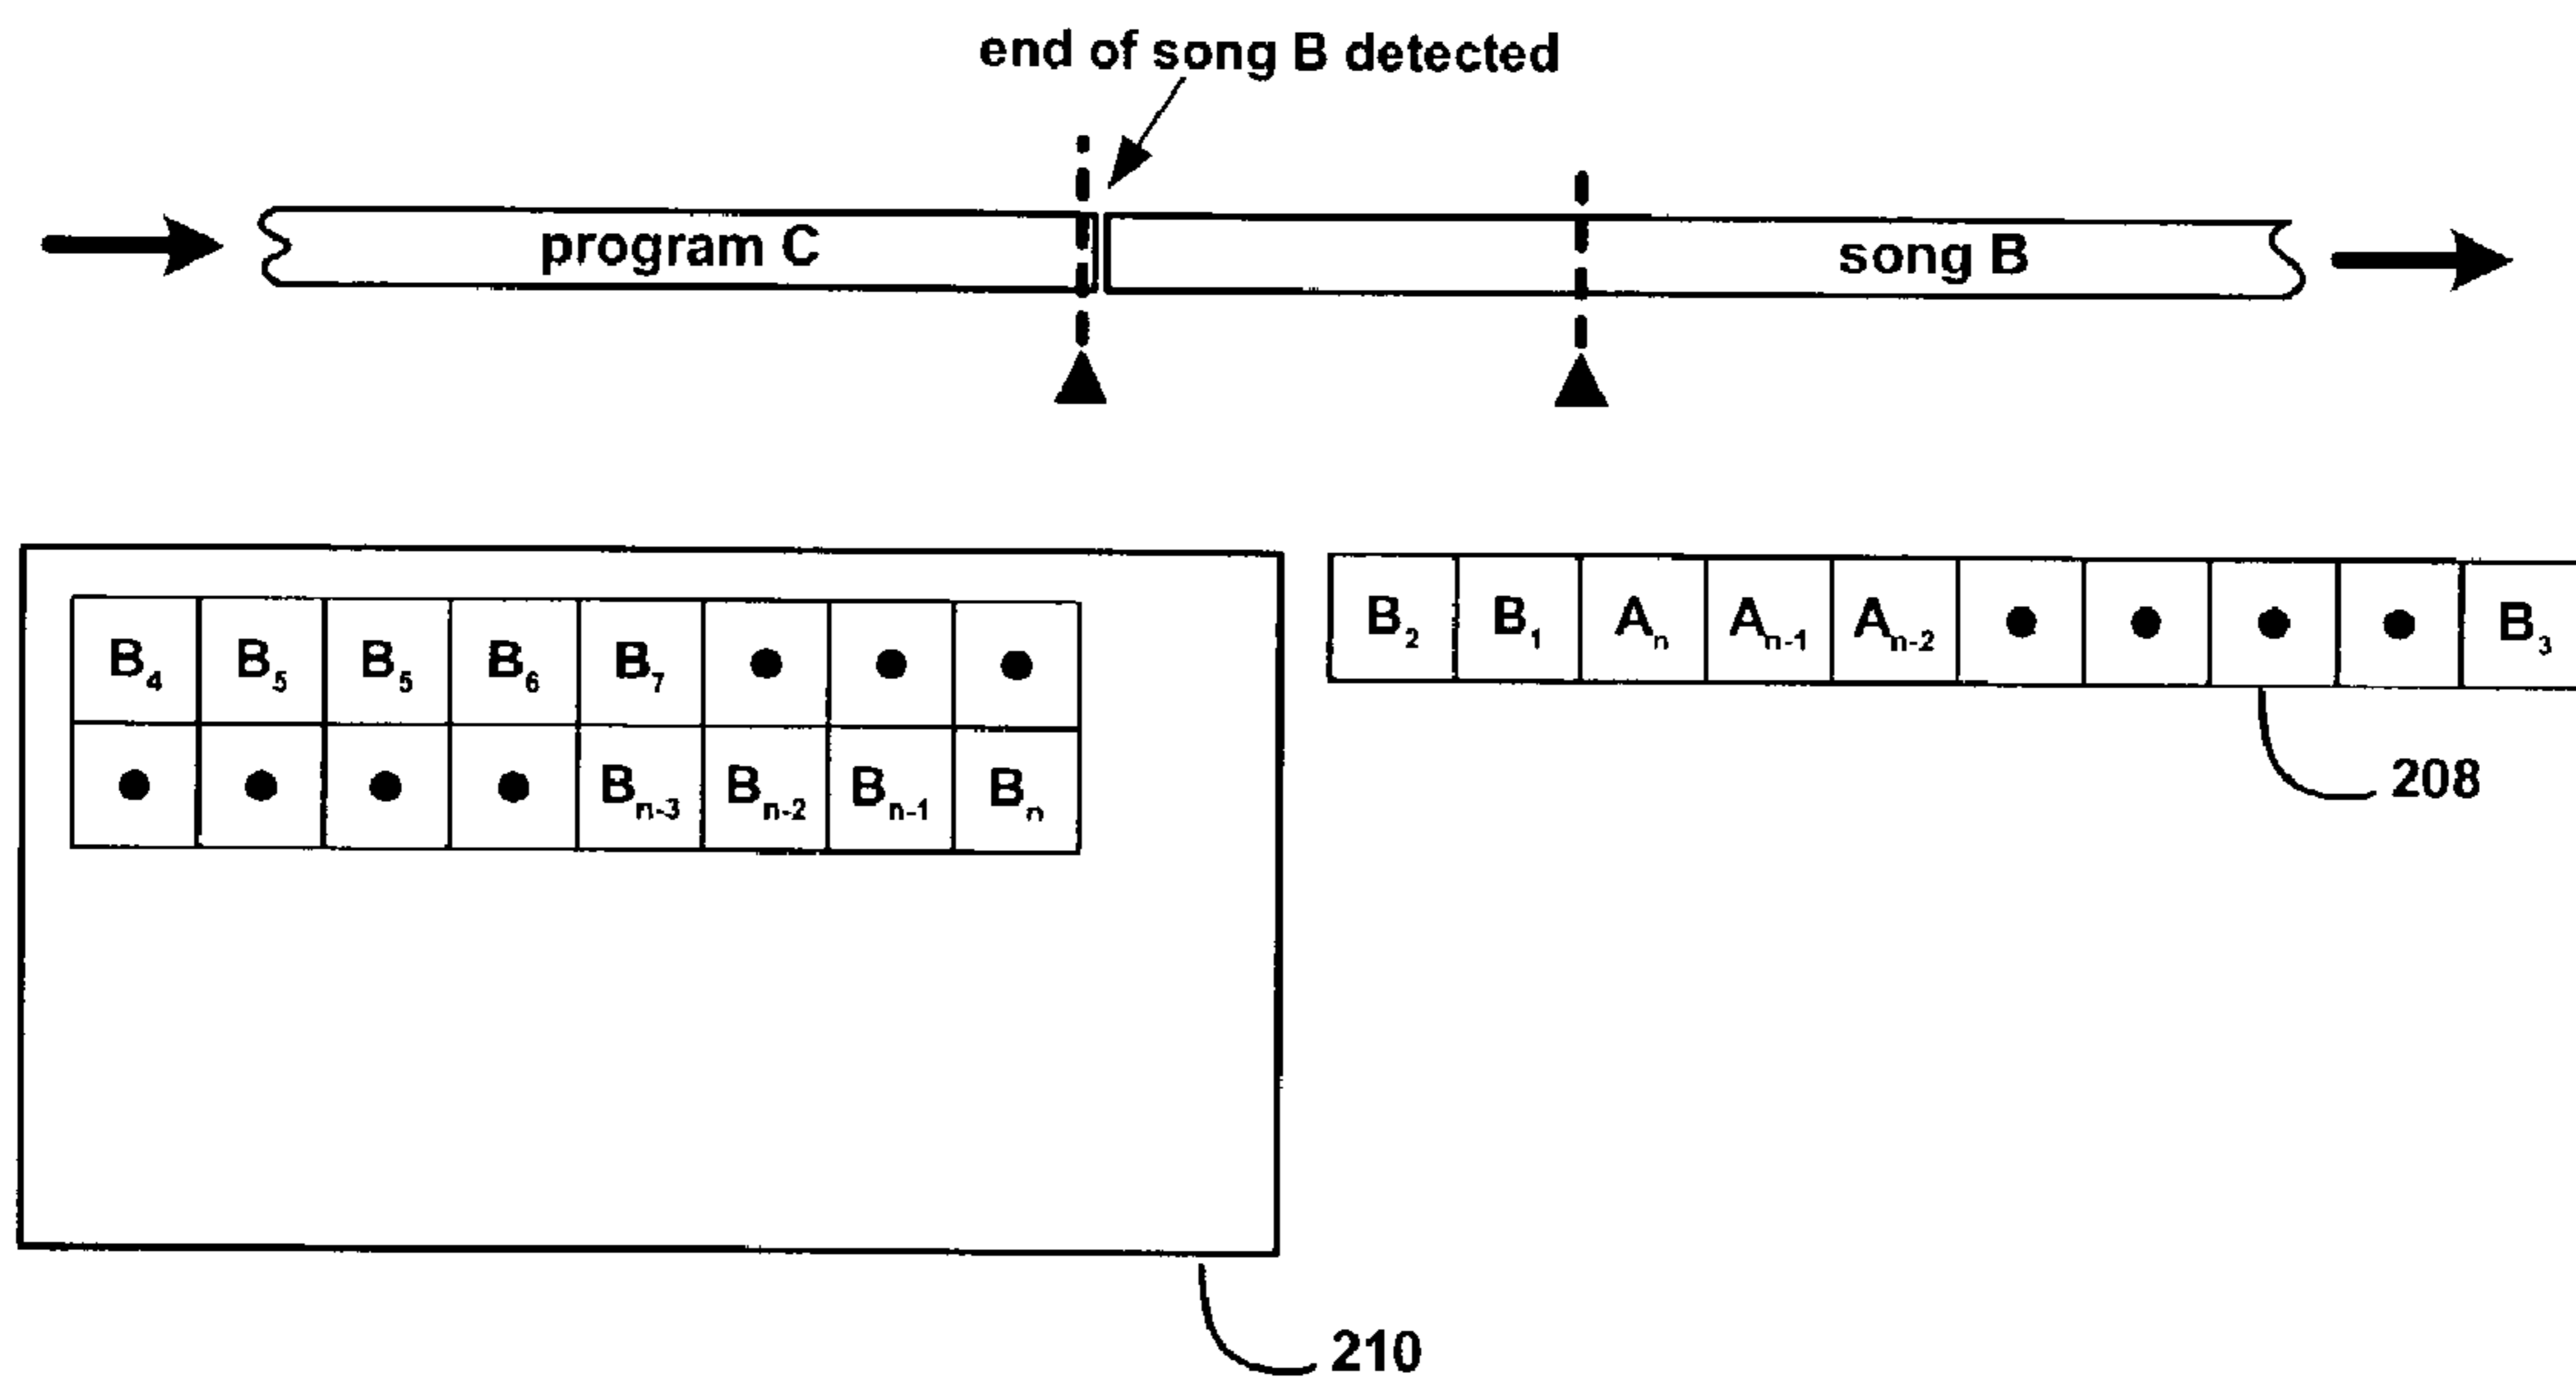 end of song B detected
program C
song B
B₄ B₅ B₅ B₆ B₇ • • •
• • • • Bₙ₋₃ Bₙ₋₂ Bₙ₋₁ Bₙ
B₂ B₁ Aₙ Aₙ₋₁ Aₙ₋₂ • • • • B₃
208
210